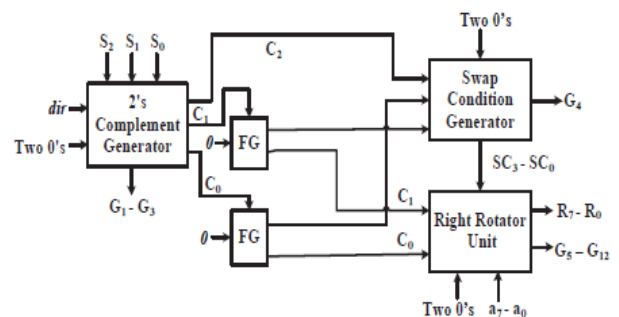 Two 0's
S₂ S₁ S₀
C₂
dir
2's
Complement
Generator
Two 0's
C₁
0
FG
Swap
Condition
Generator
G₄
G₁ - G₃
C₀
SC₃ - SC₀
0
FG
C₁
C₀
Right Rotator
Unit
R₇ - R₀
G₅ – G₁₂
Two 0's
a₇ - a₀